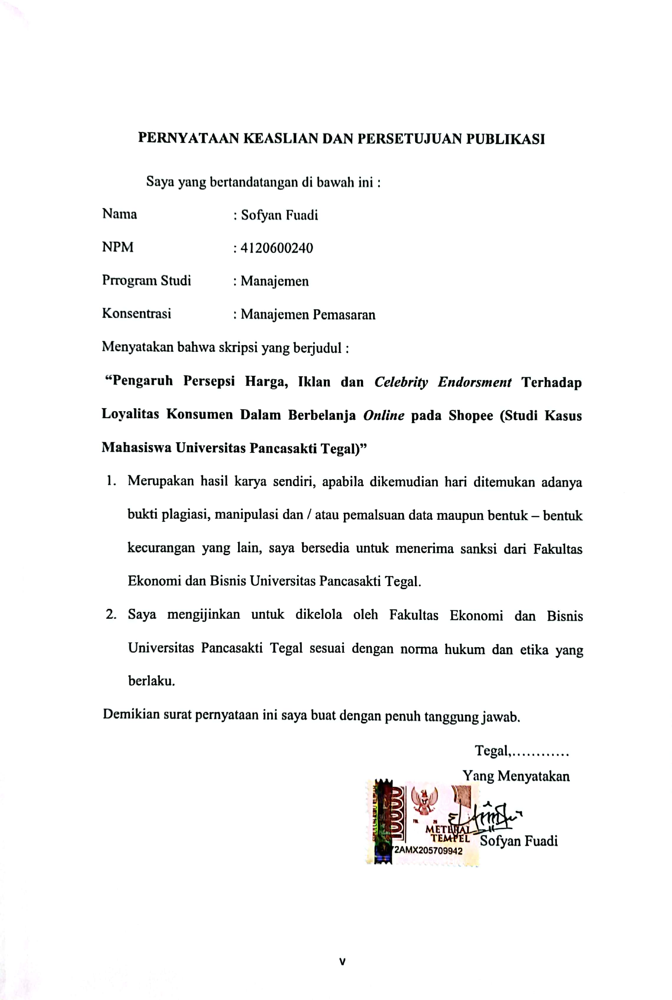 PERNYATAAN KEASLIAN DAN PERSETUJUAN PUBLIKASI
Saya yang bertandatangan di bawah ini :
Nama : Sofyan Fuadi
NPM : 4120600240
Prrogram Studi : Manajemen
Konsentrasi : Manajemen Pemasaran
Menyatakan bahwa skripsi yang berjudul :
“Pengaruh Persepsi Harga, Iklan dan Celebrity Endorsment Terhadap
Loyalitas Konsumen Dalam Berbelanja Online pada Shopee (Studi Kasus
Mahasiswa Universitas Pancasakti Tegal)”
1. Merupakan hasil karya sendiri, apabila dikemudian hari ditemukan adanya
bukti plagiasi, manipulasi dan / atau pemalsuan data maupun bentuk – bentuk
kecurangan yang lain, saya bersedia untuk menerima sanksi dari Fakultas
Ekonomi dan Bisnis Universitas Pancasakti Tegal.
2. Saya mengijinkan untuk dikelola oleh Fakultas Ekonomi dan Bisnis
Universitas Pancasakti Tegal sesuai dengan norma hukum dan etika yang
berlaku.
Demikian surat pernyataan ini saya buat dengan penuh tanggung jawab.
Tegal,............
Yang Menyatakan
METERAI
TEMPEL
2AMX205709942
Sofyan Fuadi
v